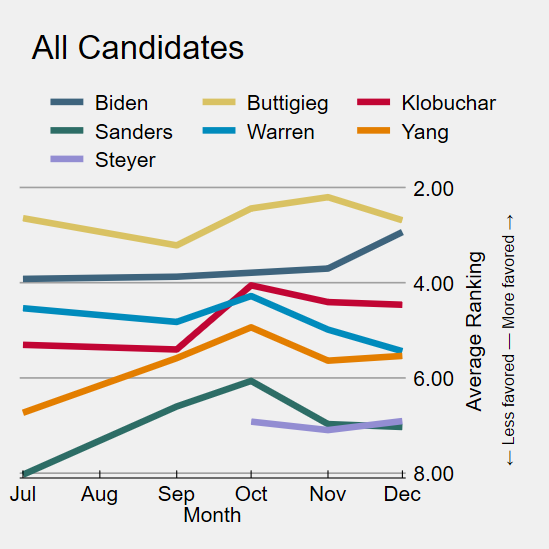 All Candidates
Biden Buttigieg Klobuchar
Sanders Warren Yang
Steyer
2.00
4.00
6.00
8.00
Average Ranking
← Less favored — More favored →
Jul Aug Sep Oct Nov Dec
Month